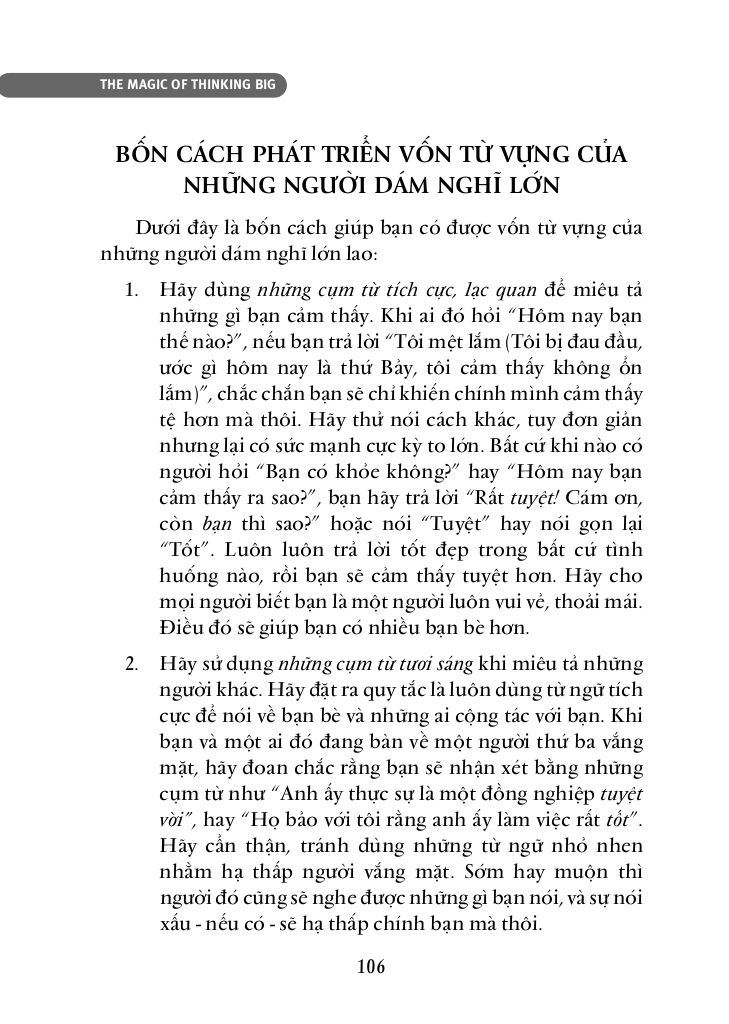 THE MAGIC OF THINKING BIG
BỐN CÁCH PHÁT TRIỂN VỐN TỪ VỰNG CỦA
NHỮNG NGƯỜI DÁM NGHĨ LỚN
Dưới đây là bốn cách giúp bạn có được vốn từ vựng của
những người dám nghĩ lớn lao:
1. Hãy dùng những cụm từ tích cực, lạc quan để miêu tả
những gì bạn cảm thấy. Khi ai đó hỏi “Hôm nay bạn
thế nào?”, nếu bạn trả lời “Tôi mệt lắm (Tôi bị đau đầu,
ước gì hôm nay là thứ Bảy, tôi cảm thấy không ổn
lắm)”, chắc chắn bạn sẽ chỉ khiến chính mình cảm thấy
tệ hơn mà thôi. Hãy thử nói cách khác, tuy đơn giản
nhưng lại có sức mạnh cực kỳ to lớn. Bất cứ khi nào có
người hỏi “Bạn có khỏe không?” hay “Hôm nay bạn
cảm thấy ra sao?”, bạn hãy trả lời “Rất tuyệt! Cám ơn,
còn bạn thì sao?” hoặc nói “Tuyệt” hay nói gọn lại
“Tốt”. Luôn luôn trả lời tốt đẹp trong bất cứ tình
huống nào, rồi bạn sẽ cảm thấy tuyệt hơn. Hãy cho
mọi người biết bạn là một người luôn vui vẻ, thoải mái.
Điều đó sẽ giúp bạn có nhiều bạn bè hơn.
2. Hãy sử dụng những cụm từ tươi sáng khi miêu tả những
người khác. Hãy đặt ra quy tắc là luôn dùng từ ngữ tích
cực để nói về bạn bè và những ai cộng tác với bạn. Khi
bạn và một ai đó đang bàn về một người thứ ba vắng
mặt, hãy đoan chắc rằng bạn sẽ nhận xét bằng những
cụm từ như “Anh ấy thực sự là một đồng nghiệp tuyệt
vời”, hay “Họ bảo với tôi rằng anh ấy làm việc rất tốt”.
Hãy cẩn thận, tránh dùng những từ ngữ nhỏ nhen
nhằm hạ thấp người vắng mặt. Sớm hay muộn thì
người đó cũng sẽ nghe được những gì bạn nói, và sự nói
xấu - nếu có - sẽ hạ thấp chính bạn mà thôi.
106